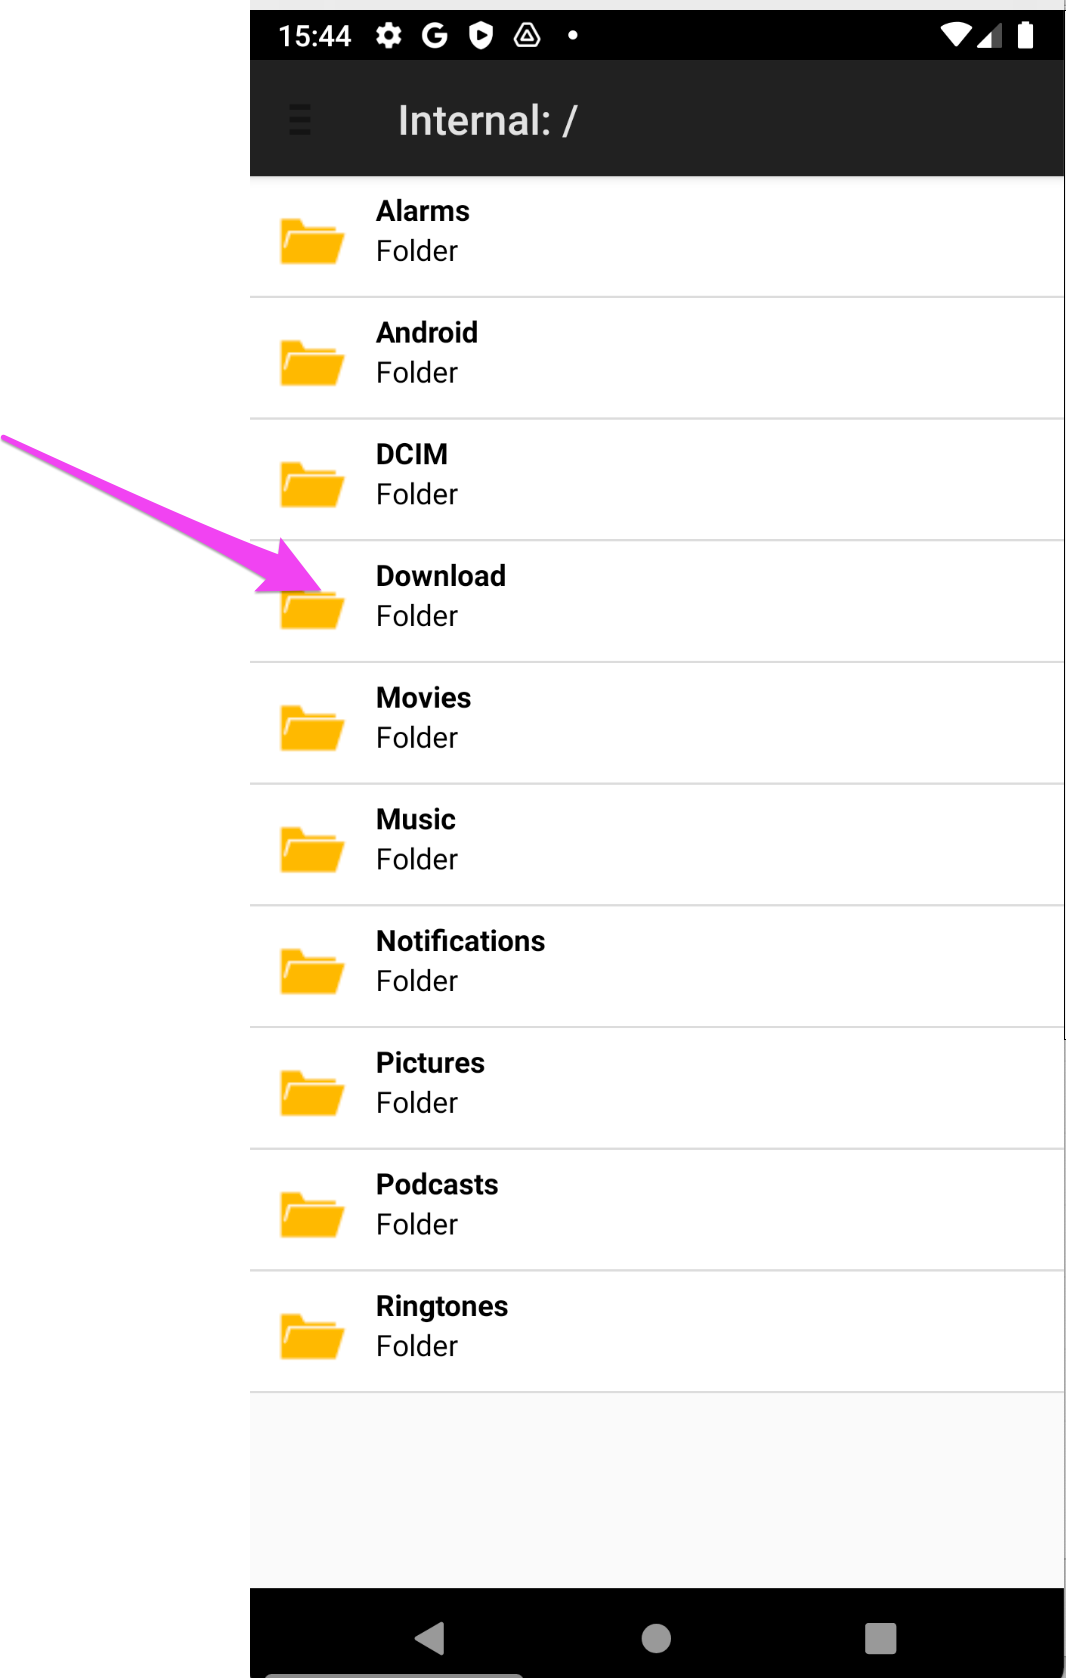 15:44
Internal: /
Alarms
Folder
Android
Folder
DCIM
Folder
Download
Folder
Movies
Folder
Music
Folder
Notifications
Folder
Pictures
Folder
Podcasts
Folder
Ringtones
Folder